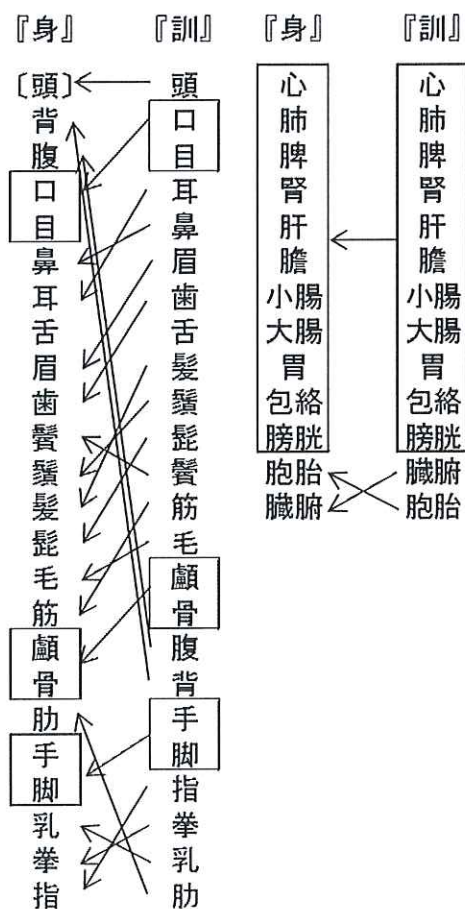 『身』 『訓』 『身』 『訓』
〔頭〕 頭 心 心
背 口 肺 肺
腹 目 脾 脾
口 耳 腎 腎
目 鼻 肝 肝
鼻 眉 膽 膽
耳 歯 小腸 小腸
舌 舌 大腸 大腸
眉 髪 胃 胃
歯 鬚 包絡 包絡
鬢 髭 膀胱 膀胱
鬚 鬢 胞胎 臓腑
髪 筋 臓腑 胞胎
髭 毛
毛 顱
筋 骨
顱 腹
骨 背
肋 手
手 脚
脚 指
乳 拳
拳 乳
指 肋